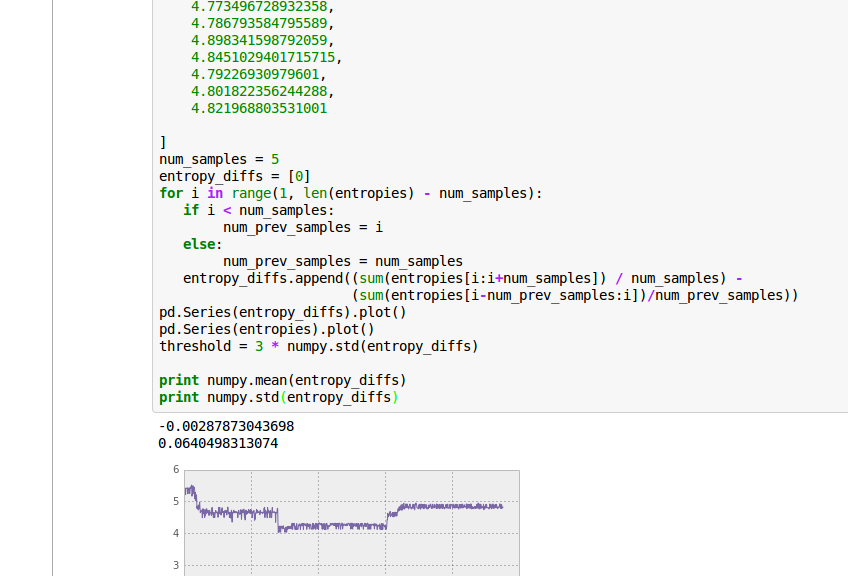 4.773496728932358,
4.786793584795589,
4.898341598792059,
4.8451029401715715,
4.79226930979601,
4.801822356244288,
4.821968803531001
]
num_samples = 5
entropy_diffs = [0]
for i in range(1, len(entropies) - num_samples):
if i < num_samples:
num_prev_samples = i
else:
num_prev_samples = num_samples
entropy_diffs.append((sum(entropies[i:i+num_samples]) / num_samples) -
(sum(entropies[i-num_prev_samples:i])/num_prev_samples))
pd.Series(entropy_diffs).plot()
pd.Series(entropies).plot()
threshold = 3 * numpy.std(entropy_diffs)
print numpy.mean(entropy_diffs)
print numpy.std(entropy_diffs)
-0.00287873043698
0.0640498313074
6
5
4
3